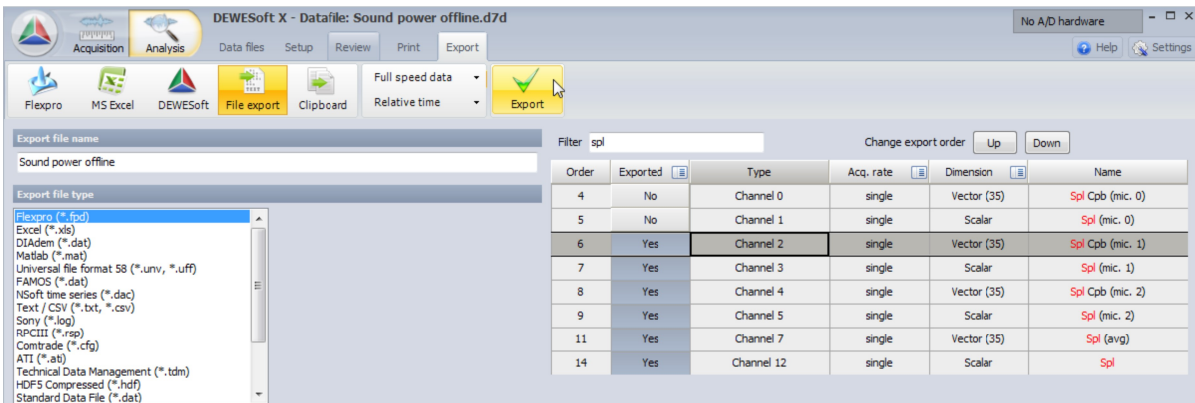 DEWESoft X - Datafile: Sound power offline.d7d
No A/D hardware
Acquisition Analysis Data files Setup Review Print Export
Help Settings
Full speed data
Relative time
Flexpro MS Excel DEWESoft File export Clipboard Export
Export file name
Sound power offline
Export file type
Flexpro (*.fpd)
Excel (*.xls)
DIAdem (*.dat)
Matlab (*.mat)
Universal file format 58 (*.unv, *.uff)
FAMOS (*.dat)
NSoft time series (*.dac)
Text / CSV (*.txt, *.csv)
Sony (*.log)
RPCIII (*.rsp)
Comtrade (*.cfg)
ATI (*.ati)
Technical Data Management (*.tdm)
HDF5 Compressed (*.hdf)
Standard Data File (*.dat)
Filter spl Change export order Up Down
Order Exported Type Acq. rate Dimension Name
4 No Channel 0 single Vector (35) Spl Cpb (mic. 0)
5 No Channel 1 single Scalar Spl (mic. 0)
6 Yes Channel 2 single Vector (35) Spl Cpb (mic. 1)
7 Yes Channel 3 single Scalar Spl (mic. 1)
8 Yes Channel 4 single Vector (35) Spl Cpb (mic. 2)
9 Yes Channel 5 single Scalar Spl (mic. 2)
11 Yes Channel 7 single Vector (35) Spl (avg)
14 Yes Channel 12 single Scalar Spl